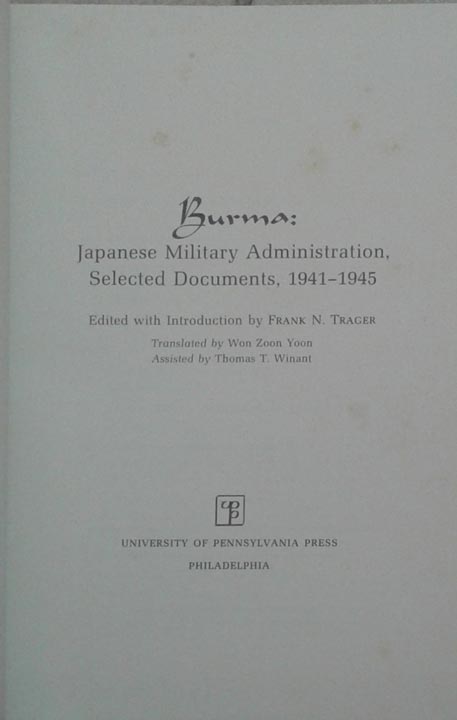 Burma:
Japanese Military Administration,
Selected Documents, 1941–1945
Edited with Introduction by FRANK N. TRAGER
Translated by Won Zoon Yoon
Assisted by Thomas T. Winant
UNIVERSITY OF PENNSYLVANIA PRESS
PHILADELPHIA